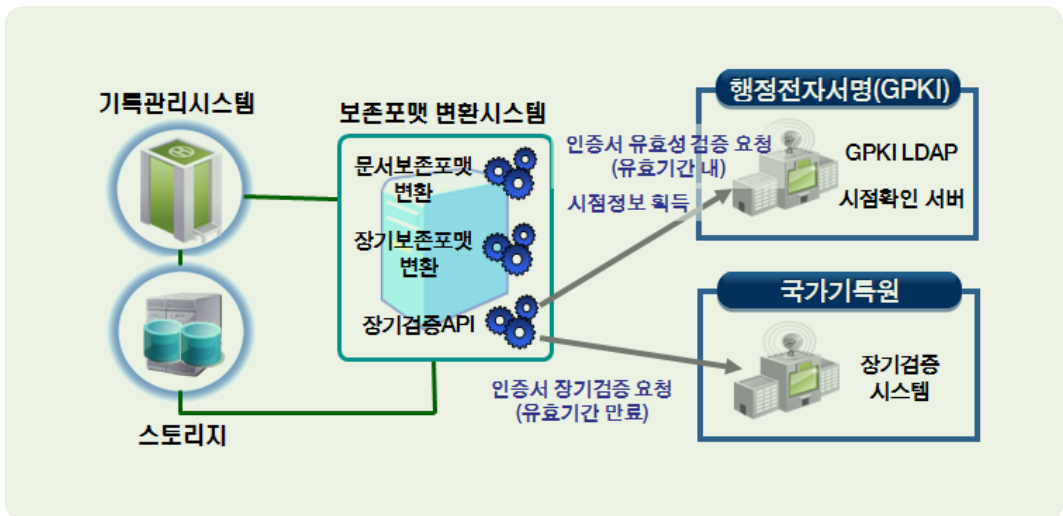 기록관리시스템
스토리지
보존포맷 변환시스템
문서보존포맷
변환
장기보존포맷
변환
장기검증API
인증서 유효성 검증 요청
(유효기간 내)
시점정보 획득
인증서 장기검증 요청
(유효기간 만료)
행정전자서명(GPKI)
GPKI LDAP
시점확인 서버
국가기록원
장기검증
시스템